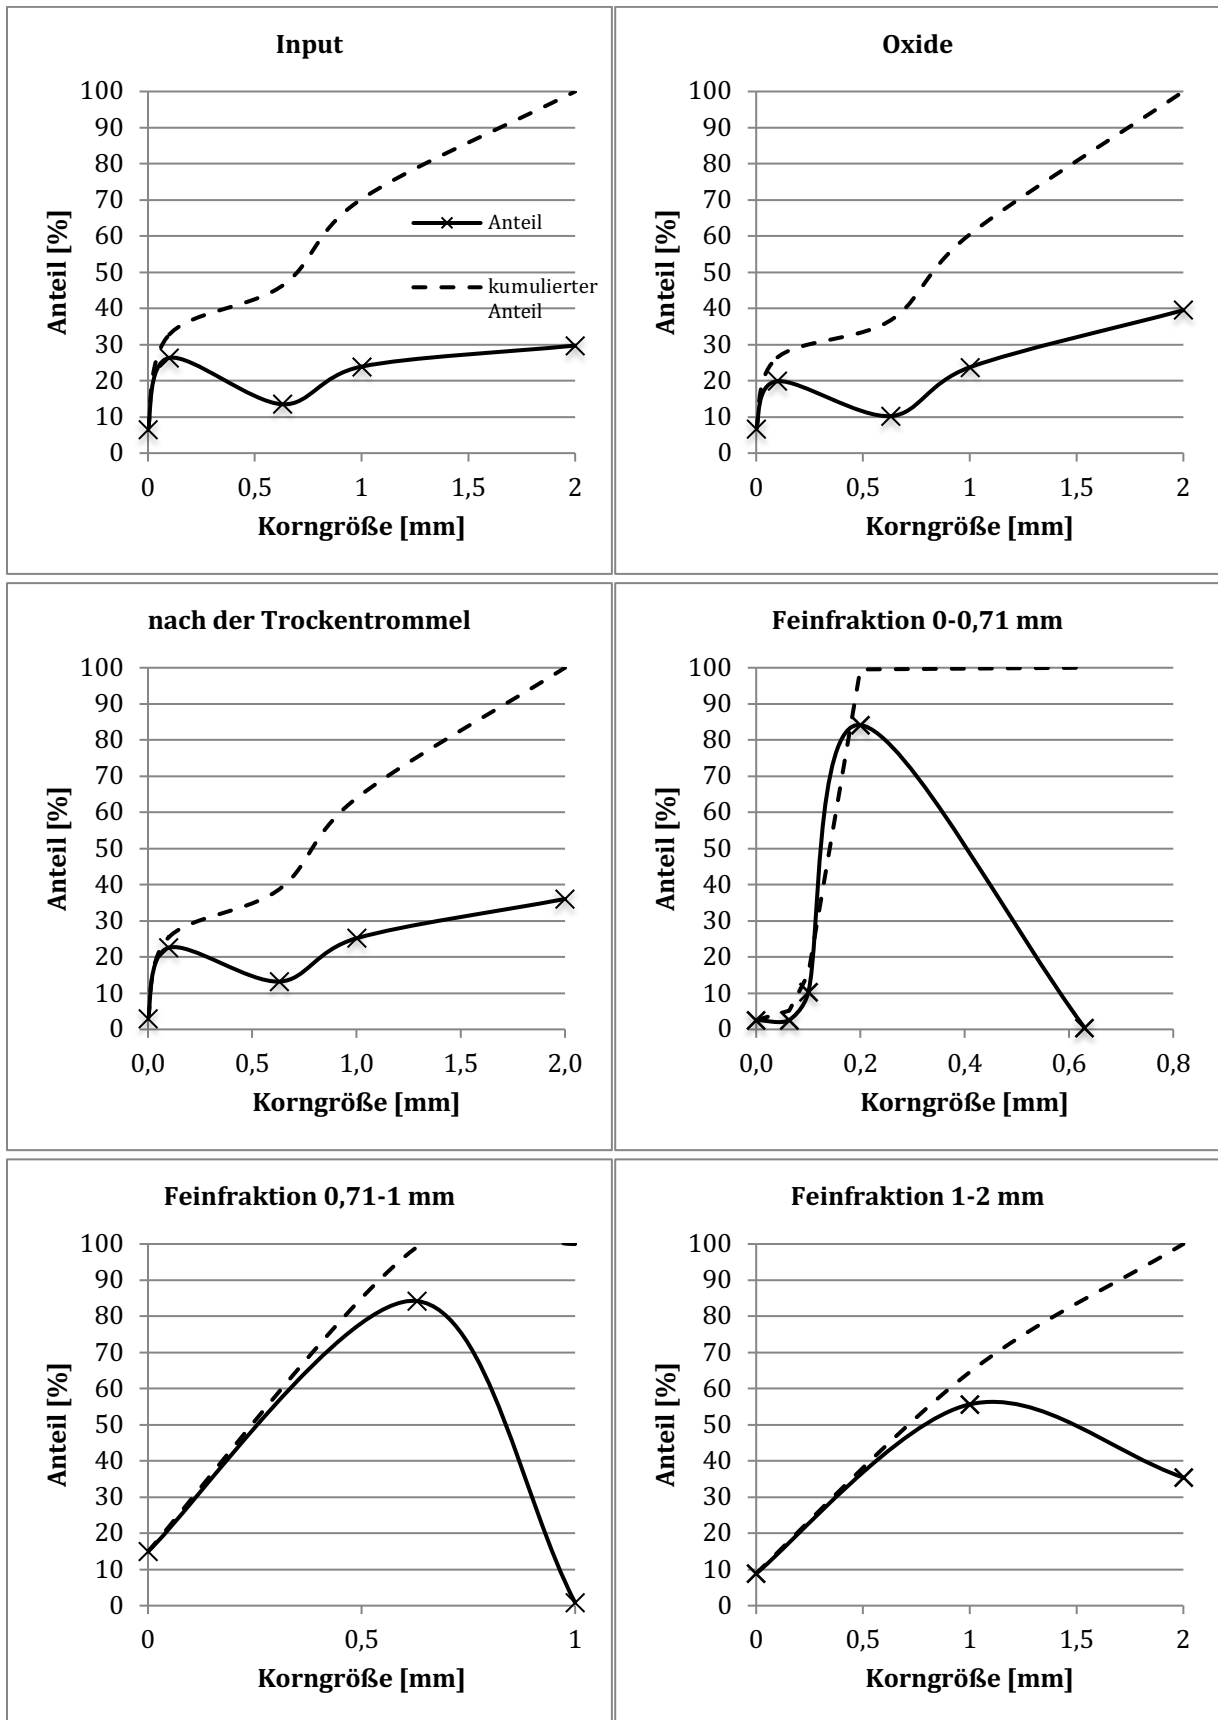 Input
100
90
80
70
60
50
40
30
20
10
0
Anteil [%]
Anteil
kumulierter
Anteil
0 0,5 1 1,5 2
Korngröße [mm]
Oxide
100
90
80
70
60
50
40
30
20
10
0
Anteil [%]
0 0,5 1 1,5 2
Korngröße [mm]
nach der Trockentrommel
100
90
80
70
60
50
40
30
20
10
0
Anteil [%]
0,0 0,5 1,0 1,5 2,0
Korngröße [mm]
Feinfraktion 0-0,71 mm
100
90
80
70
60
50
40
30
20
10
0
Anteil [%]
0,0 0,2 0,4 0,6 0,8
Korngröße [mm]
Feinfraktion 0,71-1 mm
100
90
80
70
60
50
40
30
20
10
0
Anteil [%]
0 0,5 1
Korngröße [mm]
Feinfraktion 1-2 mm
100
90
80
70
60
50
40
30
20
10
0
Anteil [%]
0 0,5 1 1,5 2
Korngröße [mm]